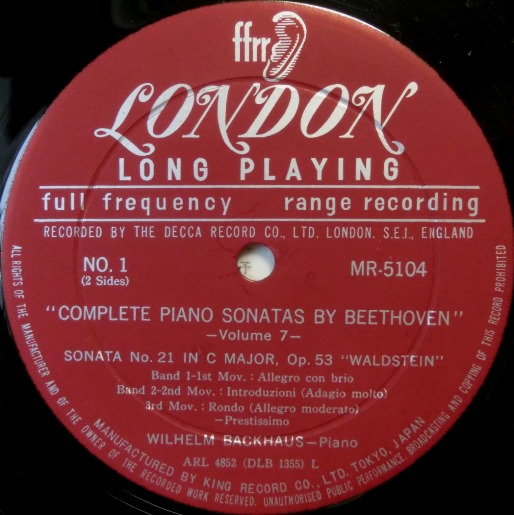 ffrr
LONDON
LONG PLAYING
full frequency range recording
RECORDED BY THE DECCA RECORD CO., LTD. LONDON. S.E.I., ENGLAND
NO. 1
(2 Sides)
MR-5104
"COMPLETE PIANO SONATAS BY BEETHOVEN"
—Volume 7—
SONATA No. 21 IN C MAJOR, Op. 53 "WALDSTEIN"
Band 1-1st Mov. : Allegro con brio
Band 2-2nd Mov. : Introduzioni (Adagio molto)
3rd Mov. : Rondo (Allegro moderato)
—Prestissimo
WILHELM BACKHAUS—Piano
ARL 4852 (DLB 1355) L
MANUFACTURED BY KING RECORD CO., LTD. TOKYO, JAPAN
ALL RIGHTS OF THE MANUFACTURER AND OF THE OWNER OF THE RECORDED WORK RESERVED. UNAUTHORISED PUBLIC PERFORMANCE, BROADCASTING AND COPYING OF THIS RECORD PROHIBITED